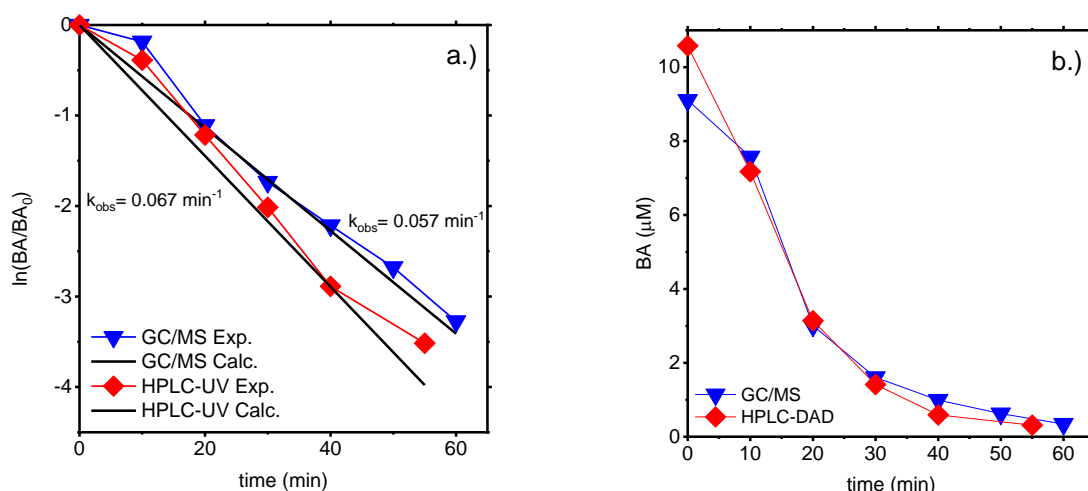 a.)
0
-1
-2
-3
-4
ln(BA/BA₀)
k_obs= 0.067 min⁻¹
k_obs= 0.057 min⁻¹
GC/MS Exp.
GC/MS Calc.
HPLC-UV Exp.
HPLC-UV Calc.
0 20 40 60
time (min)
b.)
10
8
6
4
2
0
BA (μM)
GC/MS
HPLC-DAD
0 10 20 30 40 50 60
time (min)